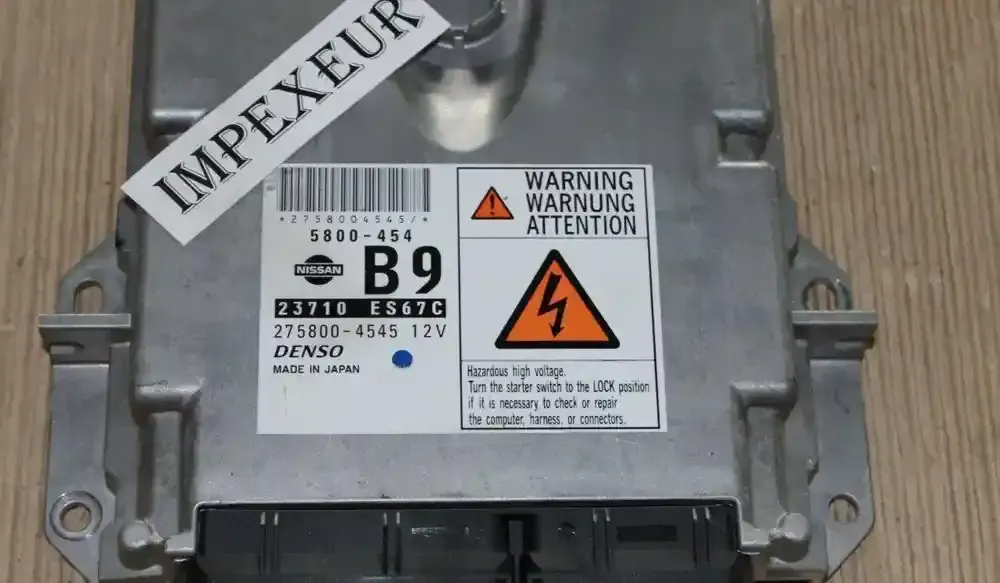 IMPEXEUR
*2758004545/*
5800-454
NISSAN
B9
23710 ES67C
275800-4545 12V
DENSO
MADE IN JAPAN
WARNING
WARNUNG
ATTENTION
Hazardous high voltage.
Turn the starter switch to the LOCK position
if it is necessary to check or repair
the computer, harness, or connectors.